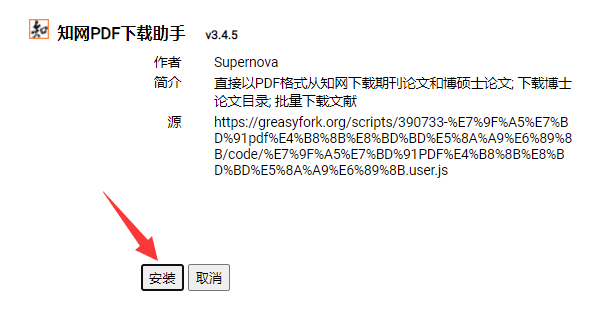 知 知网PDF下载助手 v3.4.5
作者 Supernova
简介 直接以PDF格式从知网下载期刊论文和博硕士论文; 下载博士
论文目录; 批量下载文献
源 https://greasyfork.org/scripts/390733-%E7%9F%A5%E7%B
D%91pdf%E4%B8%8B%E8%BD%BD%E5%8A%A9%E6%89%8
B/code/%E7%9F%A5%E7%BD%91PDF%E4%B8%8B%E8%B
D%BD%E5%8A%A9%E6%89%8B.user.js
安装 取消